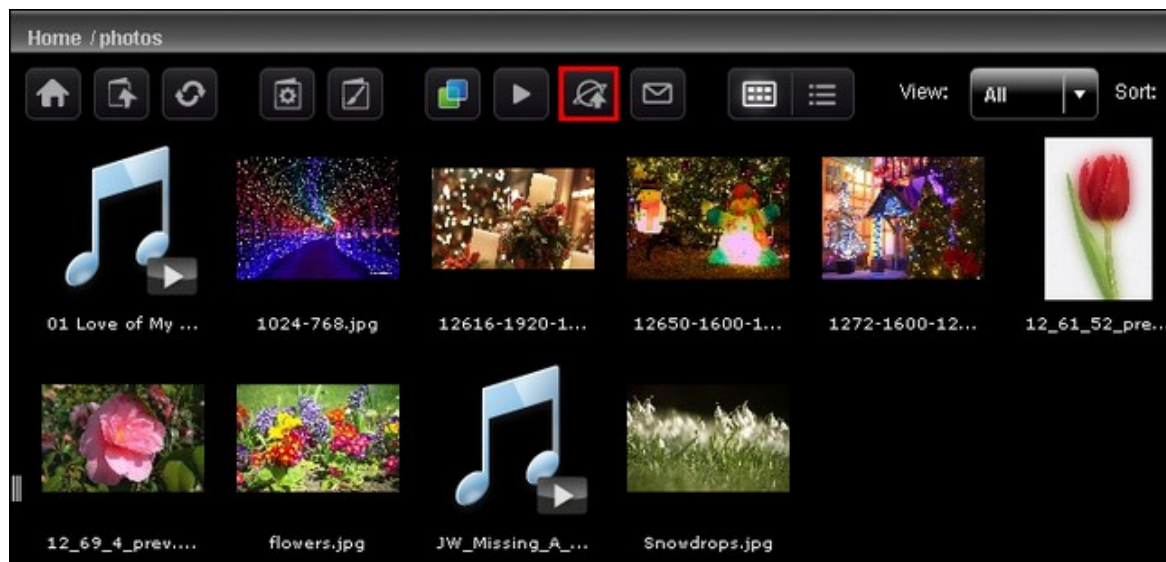 Home / photos
View: All Sort:
01 Love of My ... 1024-768.jpg 12616-1920-1... 12650-1600-1... 1272-1600-12... 12_61_52_pre...
12_69_4_prev.... flowers.jpg JW_Missing_A_... Snowdrops.jpg